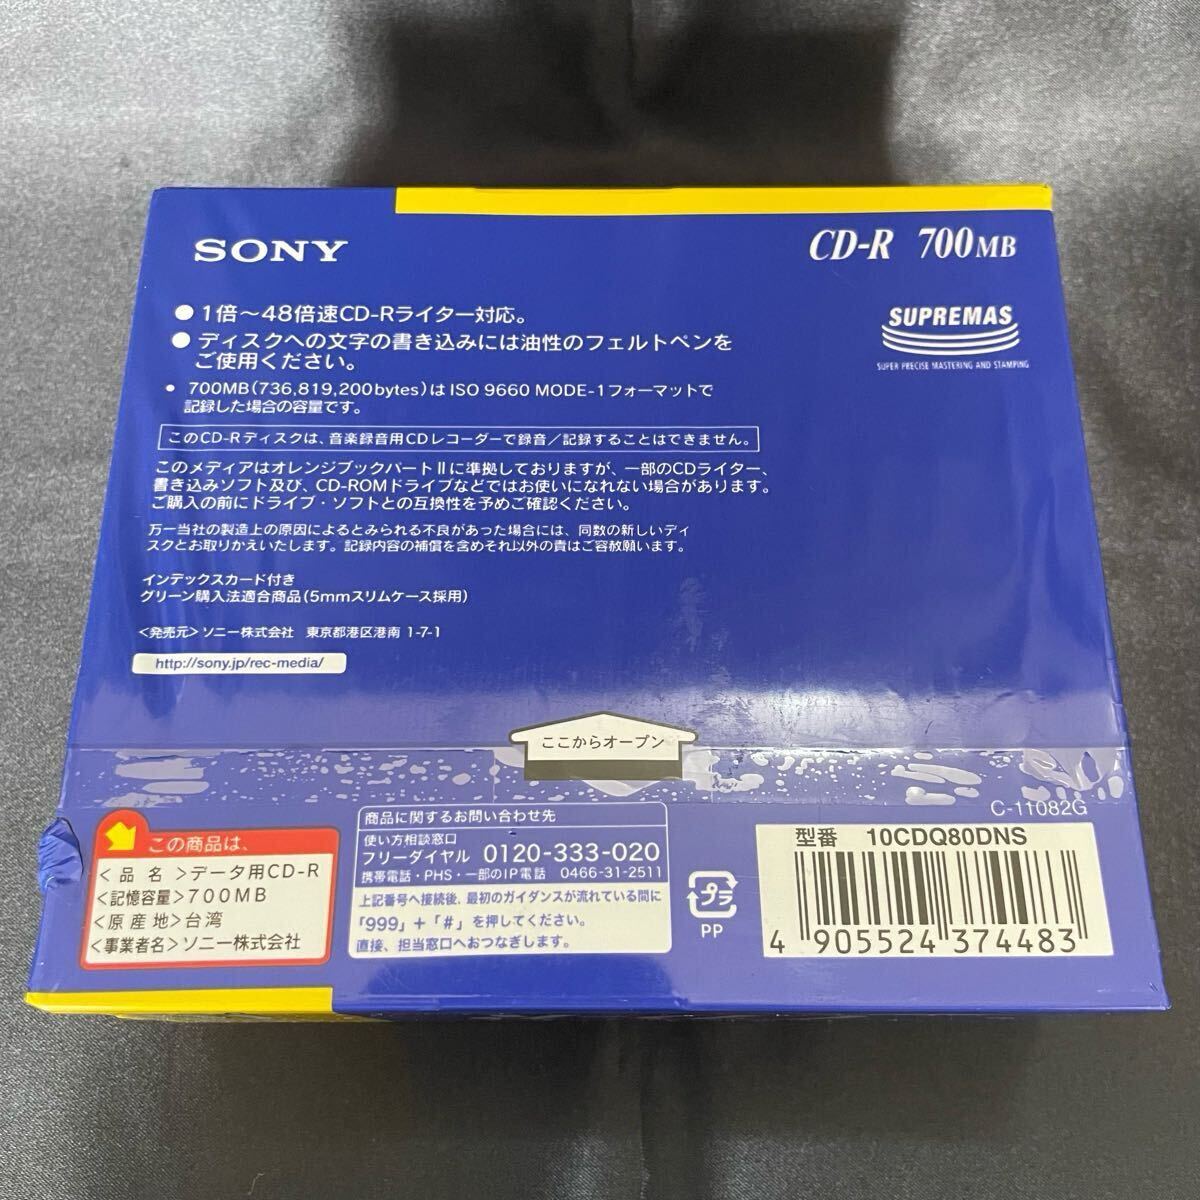 SONY
CD-R 700MB
SUPREMAS
SUPER PRECISE MASTERING AND STAMPING
● 1倍〜48倍速CD-Rライター対応。
● ディスクへの文字の書き込みには油性のフェルトペンを
ご使用ください。
• 700MB(736,819,200bytes)は ISO 9660 MODE-1フォーマットで
記録した場合の容量です。
このCD-Rディスクは、音楽録音用CDレコーダーで録音／記録することはできません。
このメディアはオレンジブックパートⅡに準拠しておりますが、一部のCDライター、
書き込みソフト及び、CD-ROMドライブなどではお使いになれない場合があります。
ご購入の前にドライブ・ソフトとの互換性を予めご確認ください。
万一当社の製造上の原因によるとみられる不良があった場合には、同数の新しいディ
スクとお取りかえいたします。記録内容の補償を含めそれ以外の責はご容赦願います。
インデックスカード付き
グリーン購入法適合商品(5mmスリムケース採用)
<発売元> ソニー株式会社 東京都港区港南 1-7-1
http://sony.jp/rec-media/
ここからオープン
C-11082G
この商品は、
<品名>データ用CD-R
<記憶容量>700MB
<原産地>台湾
<事業者名>ソニー株式会社
商品に関するお問い合わせ先
使い方相談窓口
フリーダイヤル 0120-333-020
携帯電話・PHS・一部のIP電話 0466-31-2511
上記番号へ接続後、最初のガイダンスが流れている間に
「999」+「#」を押してください。
直接、担当窓口へおつなぎします。
プラ
PP
型番 10CDQ80DNS
4 905524 374483